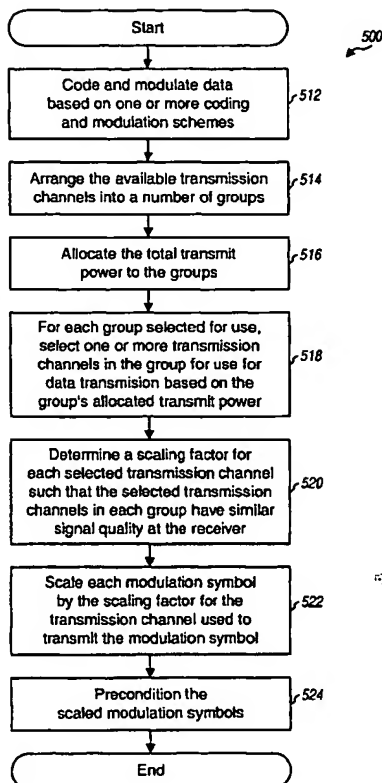 Start
500
Code and modulate data
based on one or more coding
and modulation schemes
512
Arrange the available transmission
channels into a number of groups
514
Allocate the total transmit
power to the groups
516
For each group selected for use,
select one or more transmission
channels in the group for use for
data transmision based on the
group's allocated transmit power
518
Determine a scaling factor for
each selected transmission channel
such that the selected transmission
channels in each group have similar
signal quality at the receiver
520
Scale each modulation symbol
by the scaling factor for the
transmission channel used to
transmit the modulation symbol
522
Precondition the
scaled modulation symbols
524
End